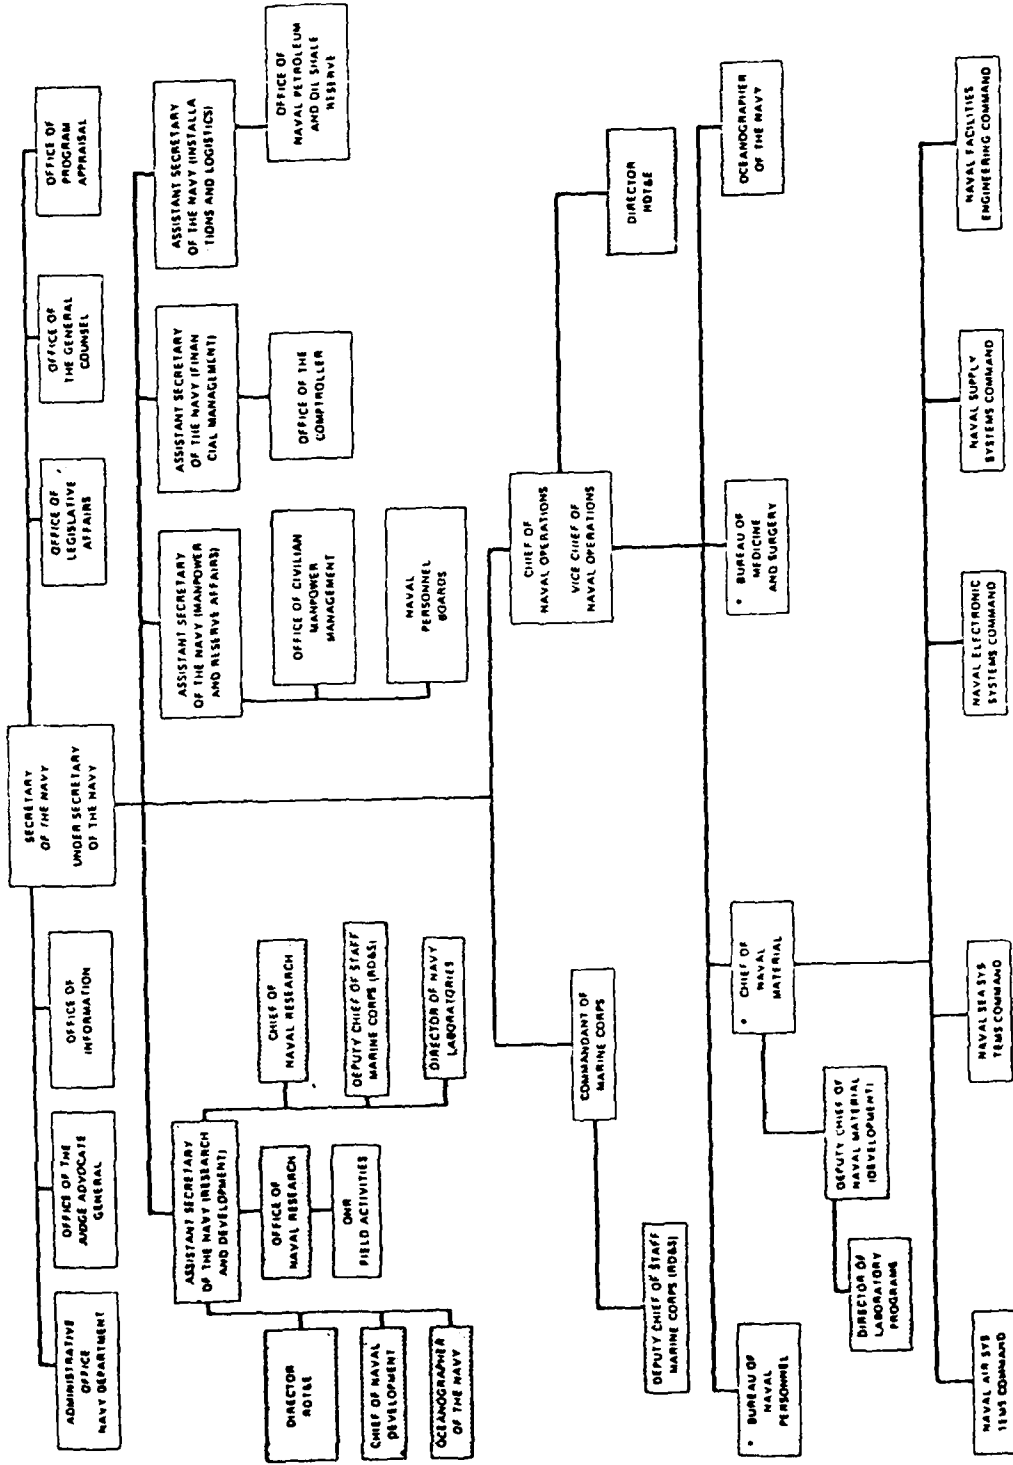 SECRETARY
OF THE NAVY
UNDER SECRETARY
OF THE NAVY
ADMINISTRATIVE
OFFICE
NAVY DEPARTMENT
OFFICE OF THE
JUDGE ADVOCATE
GENERAL
OFFICE OF
INFORMATION
OFFICE OF
LEGISLATIVE
AFFAIRS
OFFICE OF
THE GENERAL
COUNSEL
OFFICE OF
PROGRAM
APPRAISAL
ASSISTANT SECRETARY
OF THE NAVY (RESEARCH
AND DEVELOPMENT)
ASSISTANT SECRETARY
OF THE NAVY (MANPOWER
AND RESERVE AFFAIRS)
ASSISTANT SECRETARY
OF THE NAVY (FINAN
CIAL MANAGEMENT)
ASSISTANT SECRETARY
OF THE NAVY (INSTALLA
TIONS AND LOGISTICS)
DIRECTOR
RDT&E
CHIEF OF NAVAL
DEVELOPMENT
OCEANOGRAPHER
OF THE NAVY
OFFICE OF
NAVAL RESEARCH
ONR
FIELD ACTIVITIES
CHIEF OF
NAVAL RESEARCH
DEPUTY CHIEF OF STAFF
MARINE CORPS (RD&S)
DIRECTOR OF NAVY
LABORATORIES
OFFICE OF CIVILIAN
MANPOWER
MANAGEMENT
NAVAL
PERSONNEL
BOARDS
OFFICE OF THE
COMPTROLLER
OFFICE OF
NAVAL PETROLEUM
AND OIL SHALE
RESERVE
COMMANDANT OF
MARINE CORPS
DEPUTY CHIEF OF STAFF
MARINE CORPS (RD&S)
CHIEF OF
NAVAL OPERATIONS
VICE CHIEF OF
NAVAL OPERATIONS
DIRECTOR
RDT&E
• BUREAU OF
NAVAL
PERSONNEL
• CHIEF OF
NAVAL
MATERIAL
• BUREAU OF
MEDICINE
AND SURGERY
OCEANOGRAPHER
OF THE NAVY
DEPUTY CHIEF OF
NAVAL MATERIAL
(DEVELOPMENT)
DIRECTOR OF
LABORATORY
PROGRAMS
NAVAL AIR SYS
TEMS COMMAND
NAVAL SEA SYS
TEMS COMMAND
NAVAL ELECTRONIC
SYSTEMS COMMAND
NAVAL SUPPLY
SYSTEMS COMMAND
NAVAL FACILITIES
ENGINEERING COMMAND